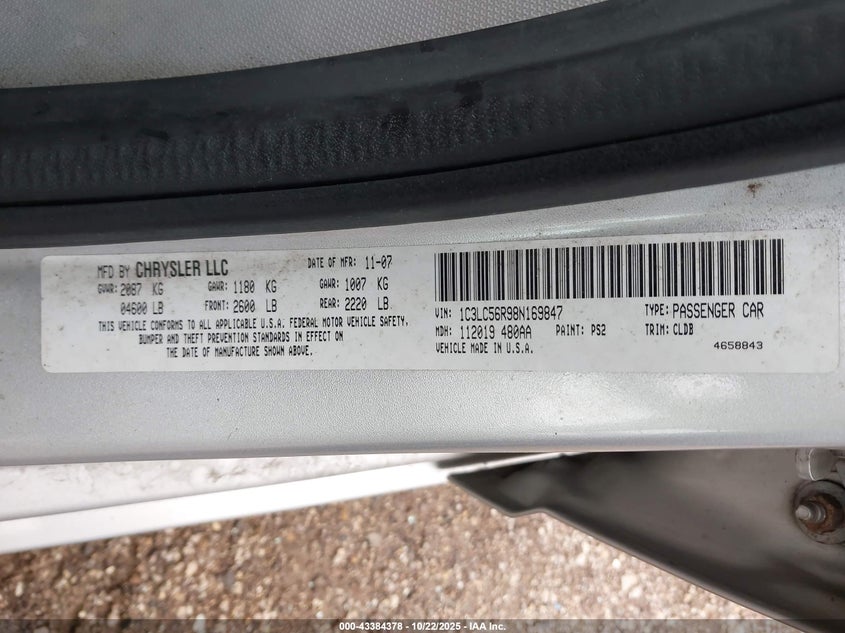 MFD BY CHRYSLER LLC DATE OF MFR: 11-07
GVWR: 2087 KG GAWR: 1180 KG GAWR: 1007 KG
04600 LB FRONT: 2600 LB REAR: 2220 LB
THIS VEHICLE CONFORMS TO ALL APPLICABLE U.S.A. FEDERAL MOTOR VEHICLE SAFETY,
BUMPER AND THEFT PREVENTION STANDARDS IN EFFECT ON
THE DATE OF MANUFACTURE SHOWN ABOVE.
VIN: 1C3LC56R98N169847 TYPE: PASSENGER CAR
MDH: 112019 480AA PAINT: PS2 TRIM: CLDB
VEHICLE MADE IN U.S.A. 4658843
000-43384378 - 10/22/2025 - IAA Inc.